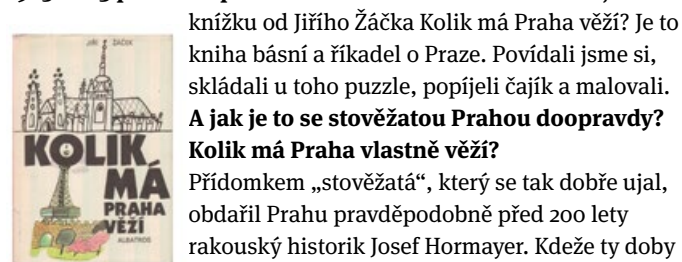 knížku od Jiřího Žáčka Kolik má Praha věží? Je to
kniha básní a říkadel o Praze. Povídali jsme si,
skládali u toho puzzle, popíjeli čajík a malovali.
A jak je to se stověžatou Prahou doopravdy?
Kolik má Praha vlastně věží?
Přídomkem „stověžatá“, který se tak dobře ujal,
obdařil Prahu pravděpodobně před 200 lety
rakouský historik Josef Hormayer. Kdeže ty doby
JIŘÍ ŽÁČEK
KOLIK
MÁ
PRAHA
VĚŽÍ
ALBATROS